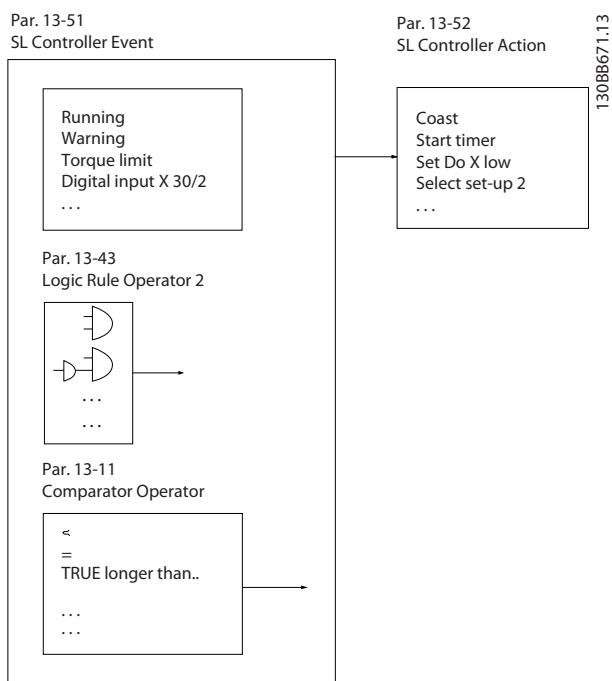 Par. 13-51
SL Controller Event
Par. 13-52
SL Controller Action
130BB671.13
Running
Warning
Torque limit
Digital input X 30/2
. . .
Coast
Start timer
Set Do X low
Select set-up 2
. . .
Par. 13-43
Logic Rule Operator 2
. . .
. . .
Par. 13-11
Comparator Operator
=
TRUE longer than..
. . .
. . .